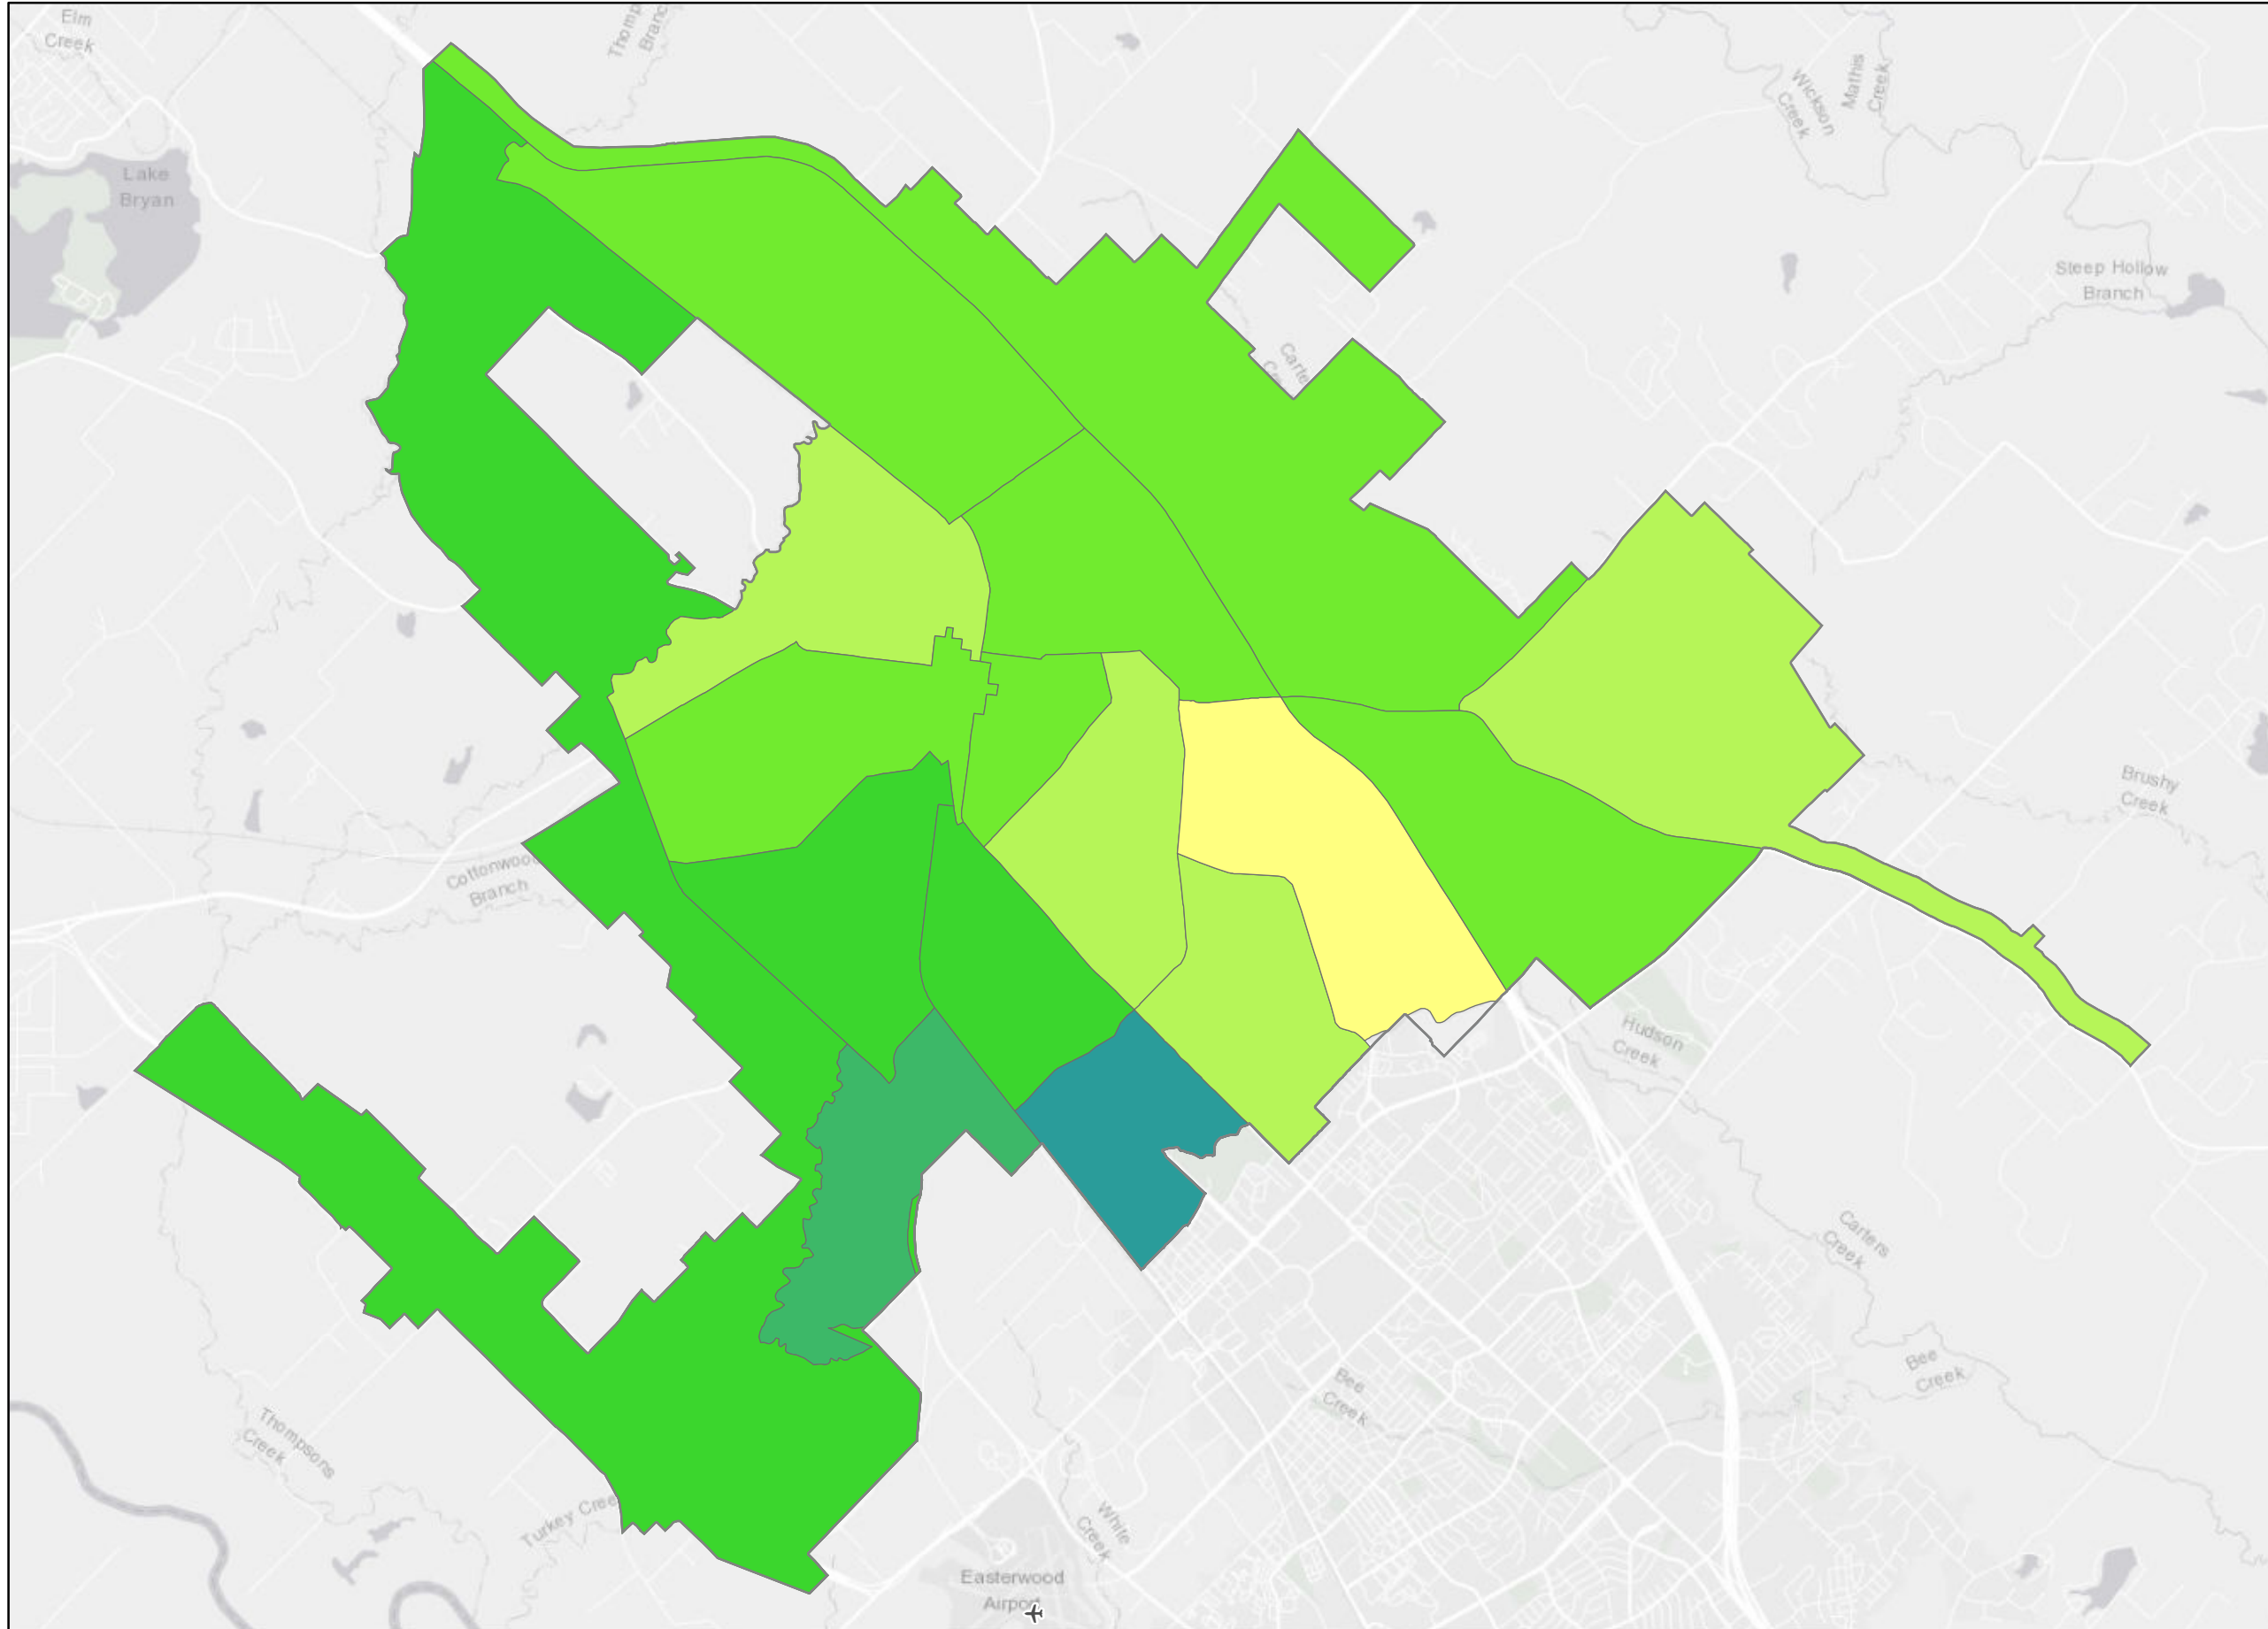 Elm
Creek
Lake
Bryan
Wickson
Creek
Mathis
Creek
Steep Hollow
Branch
Brushy
Creek
Cottonwood
Branch
Hudson
Creek
Carters
Creek
Bee
Creek
Bee
Creek
Thompsons
Creek
Turkey
White
Creek
Easterwood
Airport